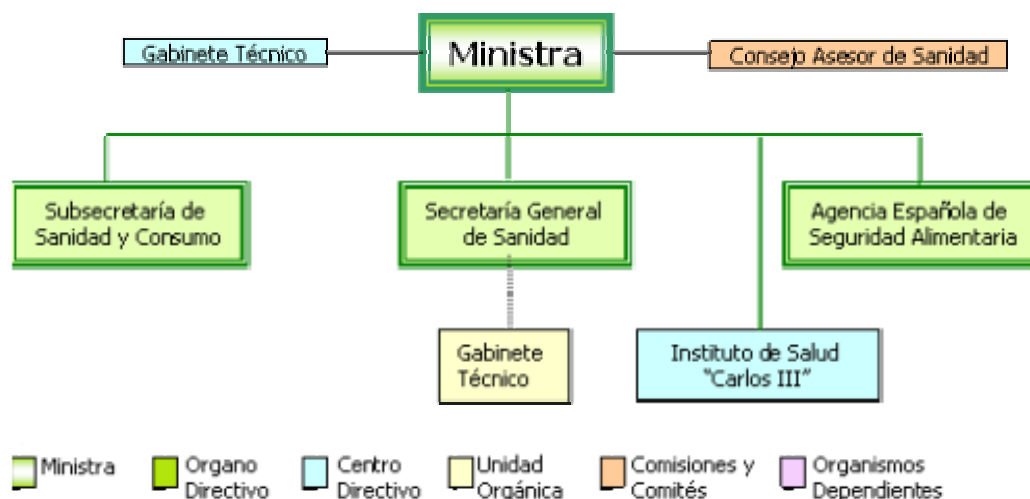 Gabinete Técnico
Ministra
Consejo Asesor de Sanidad
Subsecretaría de
Sanidad y Consumo
Secretaría General
de Sanidad
Agencia Española de
Seguridad Alimentaria
Gabinete
Técnico
Instituto de Salud
"Carlos III"
Ministra
Organo
Directivo
Centro
Directivo
Unidad
Orgánica
Comisiones y
Comités
Organismos
Dependientes